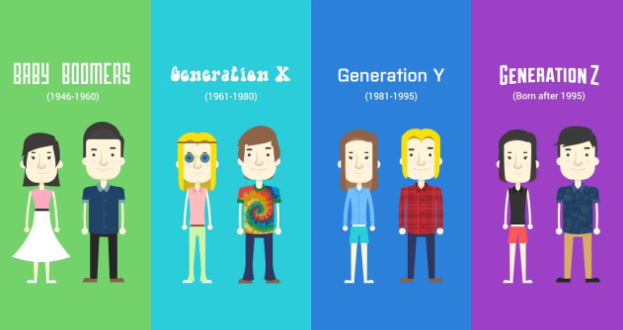 BABY BOOMERS
(1946-1960)
Generation X
(1961-1980)
Generation Y
(1981-1995)
GENERATION Z
(Born after 1995)